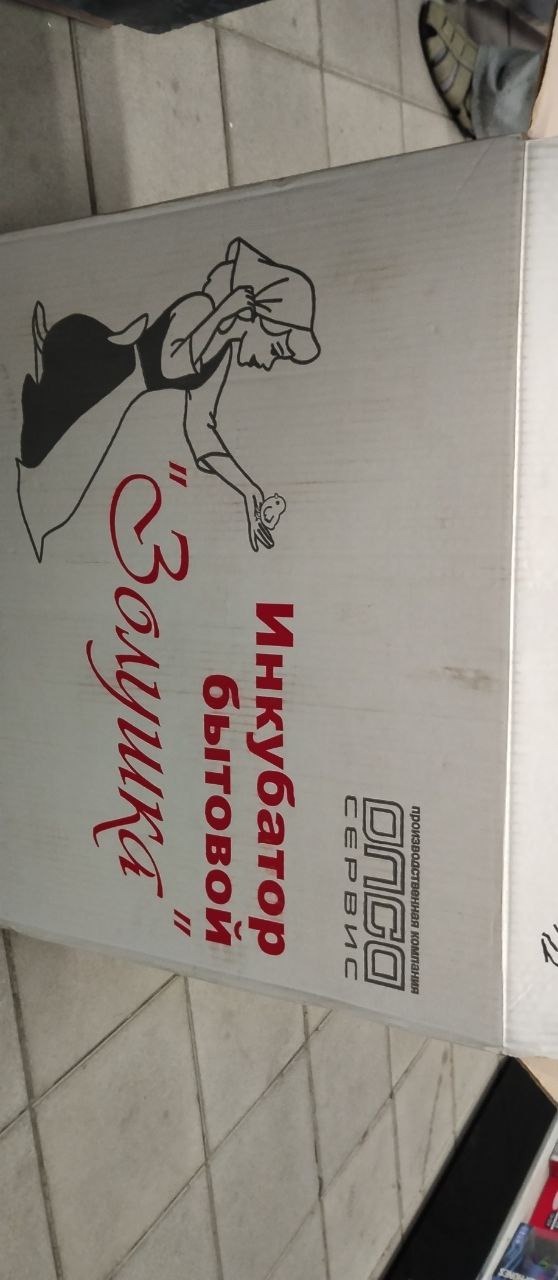 производственная компания
ОЛСА
СЕРВИС
Инкубатор
бытовой
"Золушка"